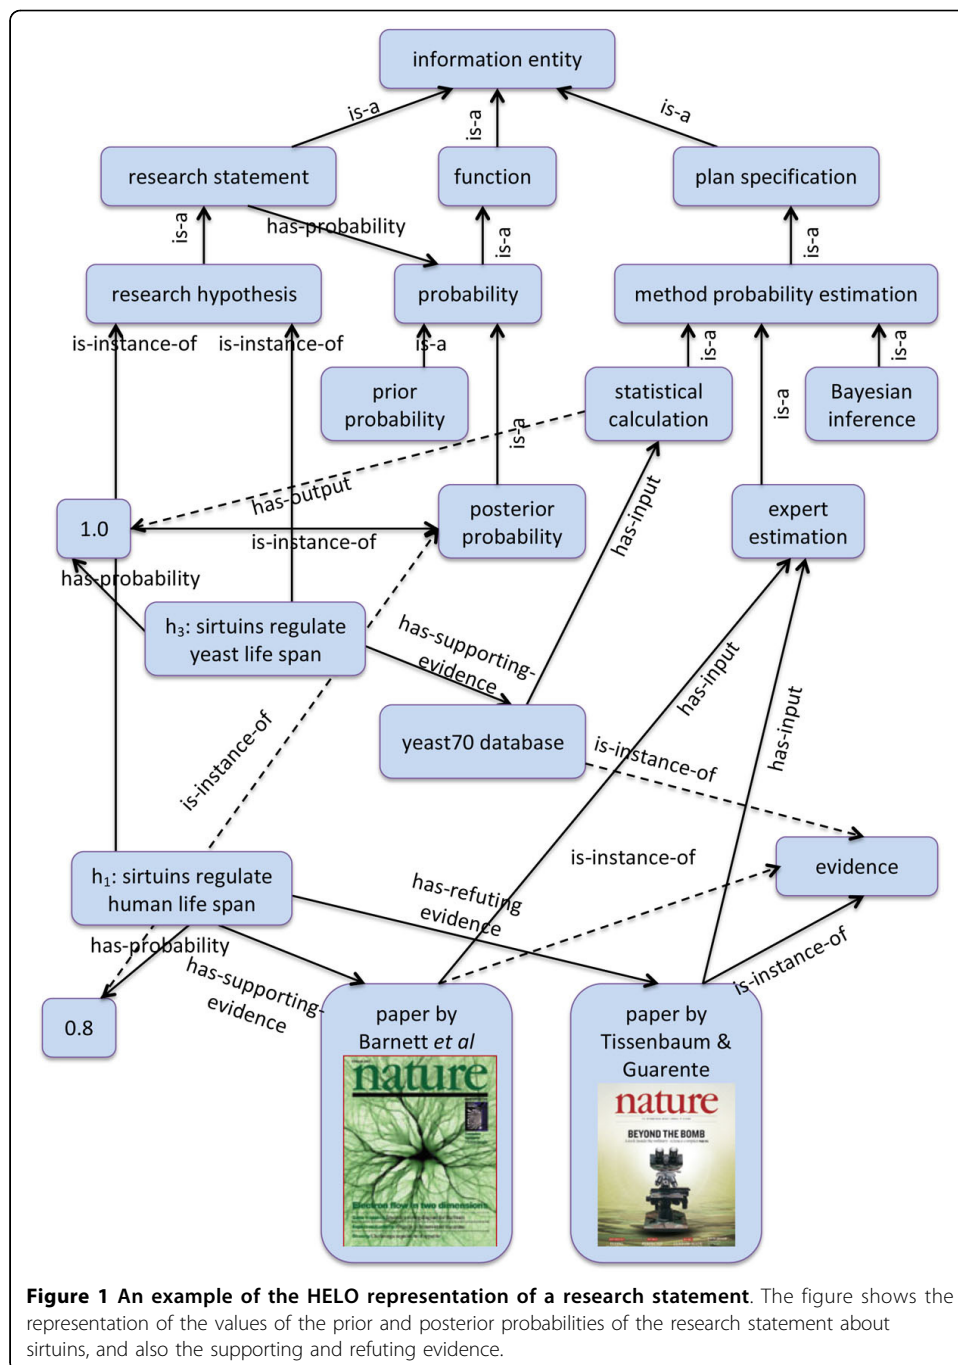 information entity
is-a
is-a
is-a
research statement
function
plan specification
has-probability
is-a
is-a
is-a
research hypothesis
probability
method probability estimation
is-instance-of
is-instance-of
is-a
is-a
is-a
is-a
prior
probability
statistical
calculation
Bayesian
inference
is-a
has-output
1.0
is-instance-of
posterior
probability
has-input
expert
estimation
has-probability
h₃: sirtuins regulate
yeast life span
has-supporting-
evidence
has-input
has-input
is-instance-of
yeast70 database
is-instance-of
h₁: sirtuins regulate
human life span
is-instance-of
evidence
has-refuting
evidence
has-probability
has-supporting-
evidence
is-instance-of
0.8
paper by
Barnett et al
nature
Electron flow in two dimensions
paper by
Tissenbaum &
Guarente
nature
BEYOND THE BOMB
Figure 1 An example of the HELO representation of a research statement. The figure shows the
representation of the values of the prior and posterior probabilities of the research statement about
sirtuins, and also the supporting and refuting evidence.